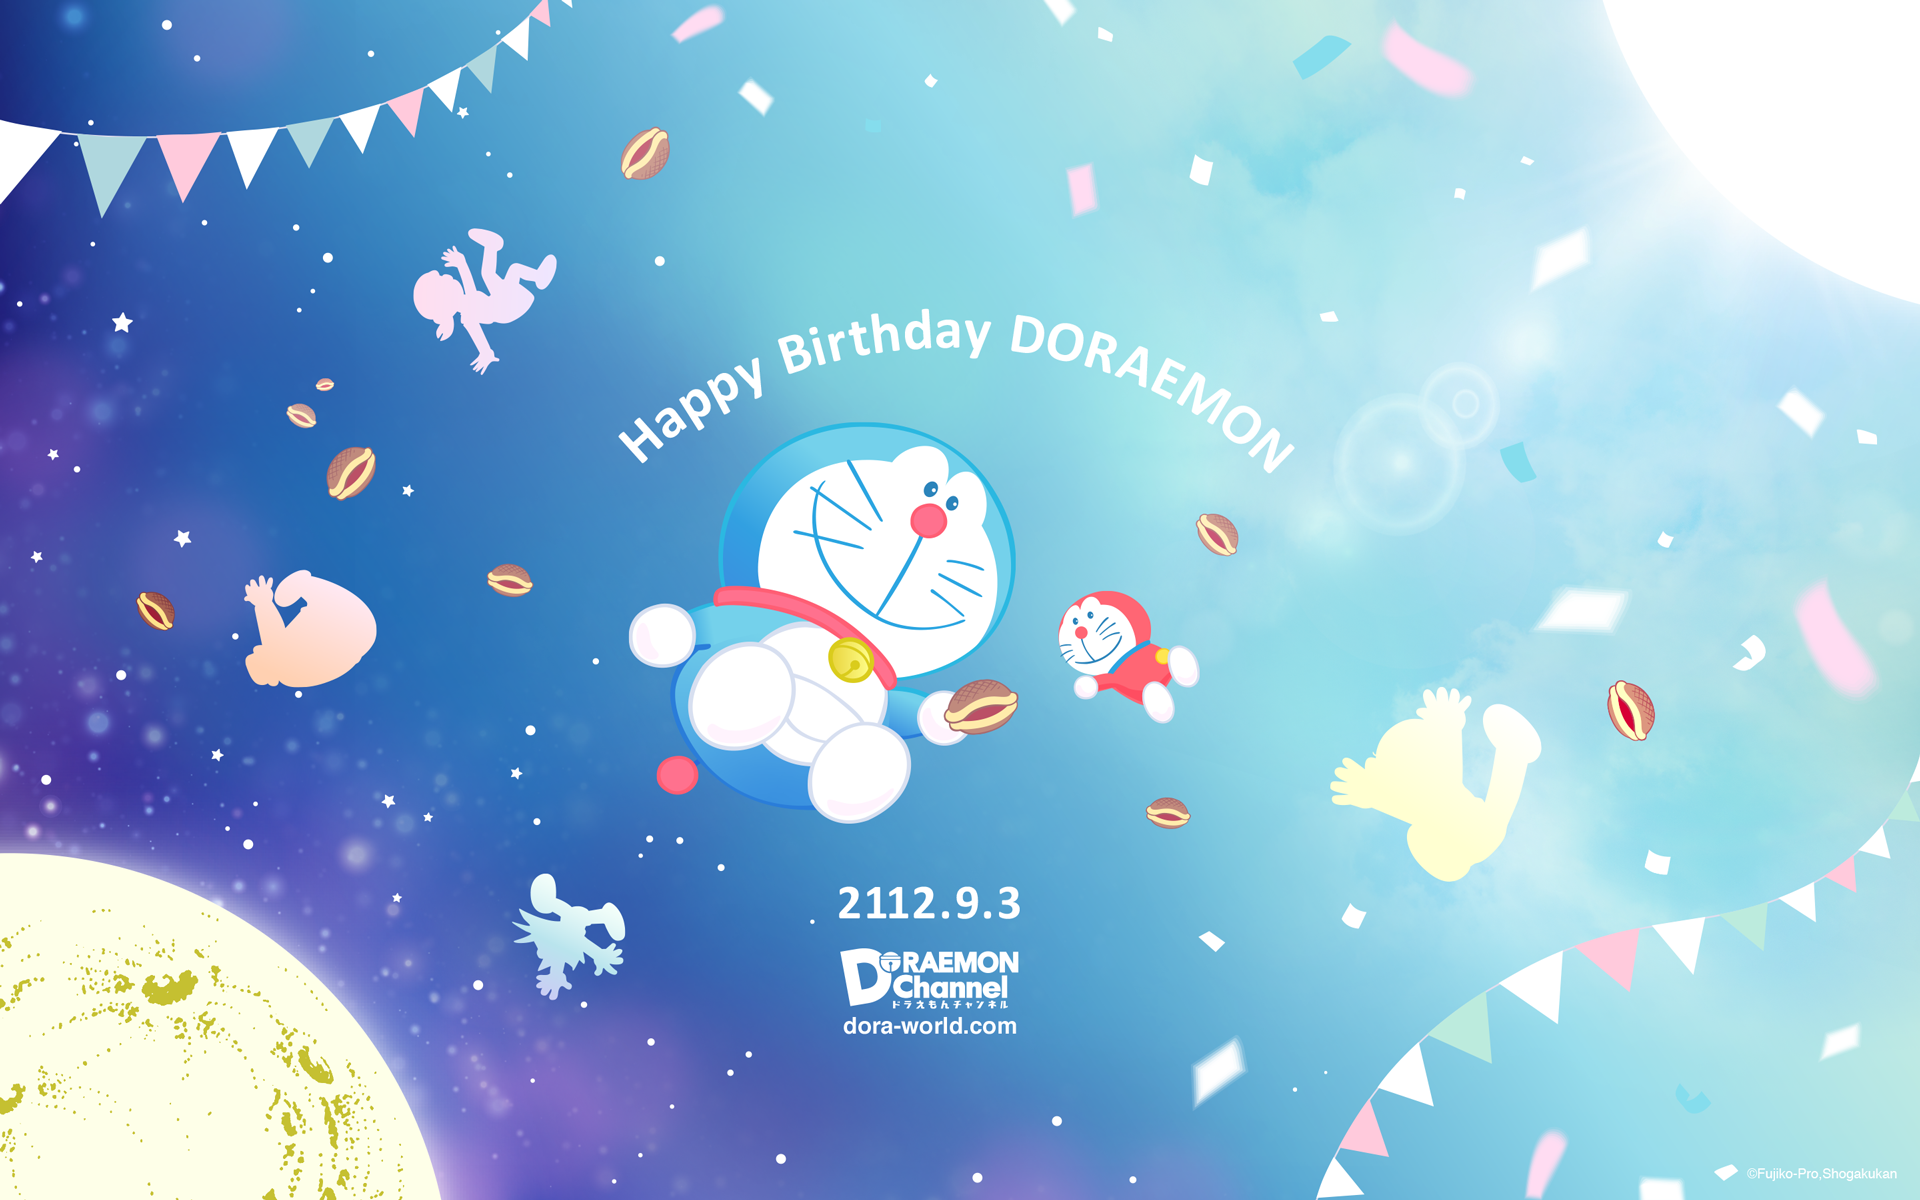 Happy Birthday DORAEMON
2112.9.3
DORAEMON
Channel
ドラえもんチャンネル
dora-world.com
©Fujiko-Pro,Shogakukan